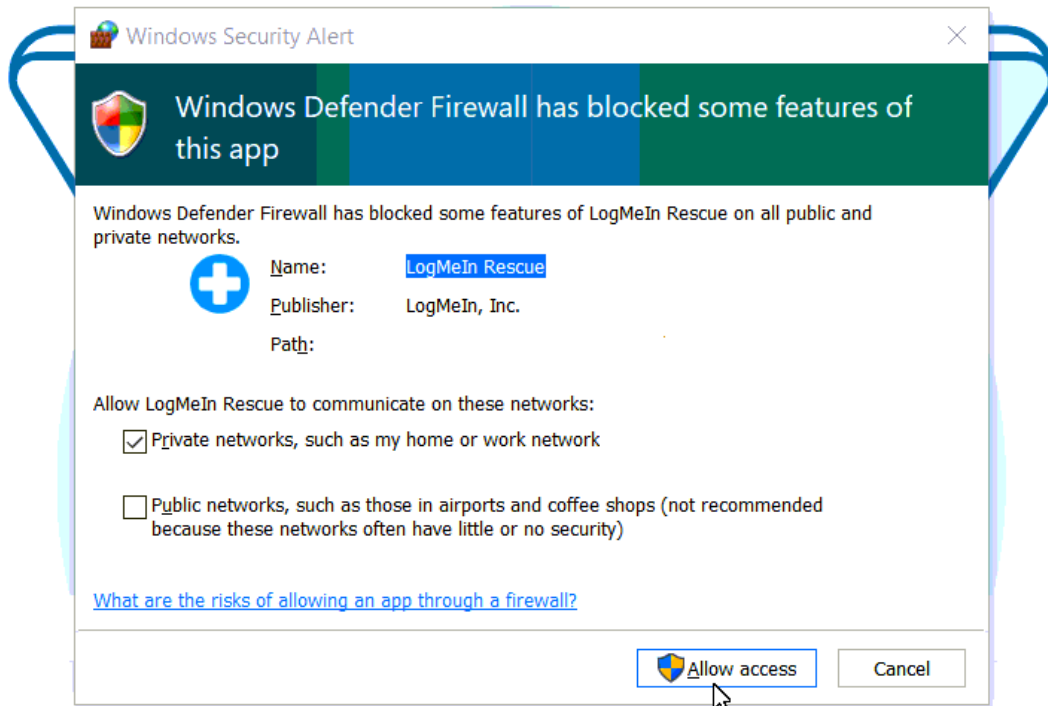 Windows Security Alert
Windows Defender Firewall has blocked some features of
this app
Windows Defender Firewall has blocked some features of LogMeIn Rescue on all public and
private networks.
Name: LogMeIn Rescue
Publisher: LogMeIn, Inc.
Path:
Allow LogMeIn Rescue to communicate on these networks:
Private networks, such as my home or work network
Public networks, such as those in airports and coffee shops (not recommended
because these networks often have little or no security)
What are the risks of allowing an app through a firewall?
Allow access Cancel